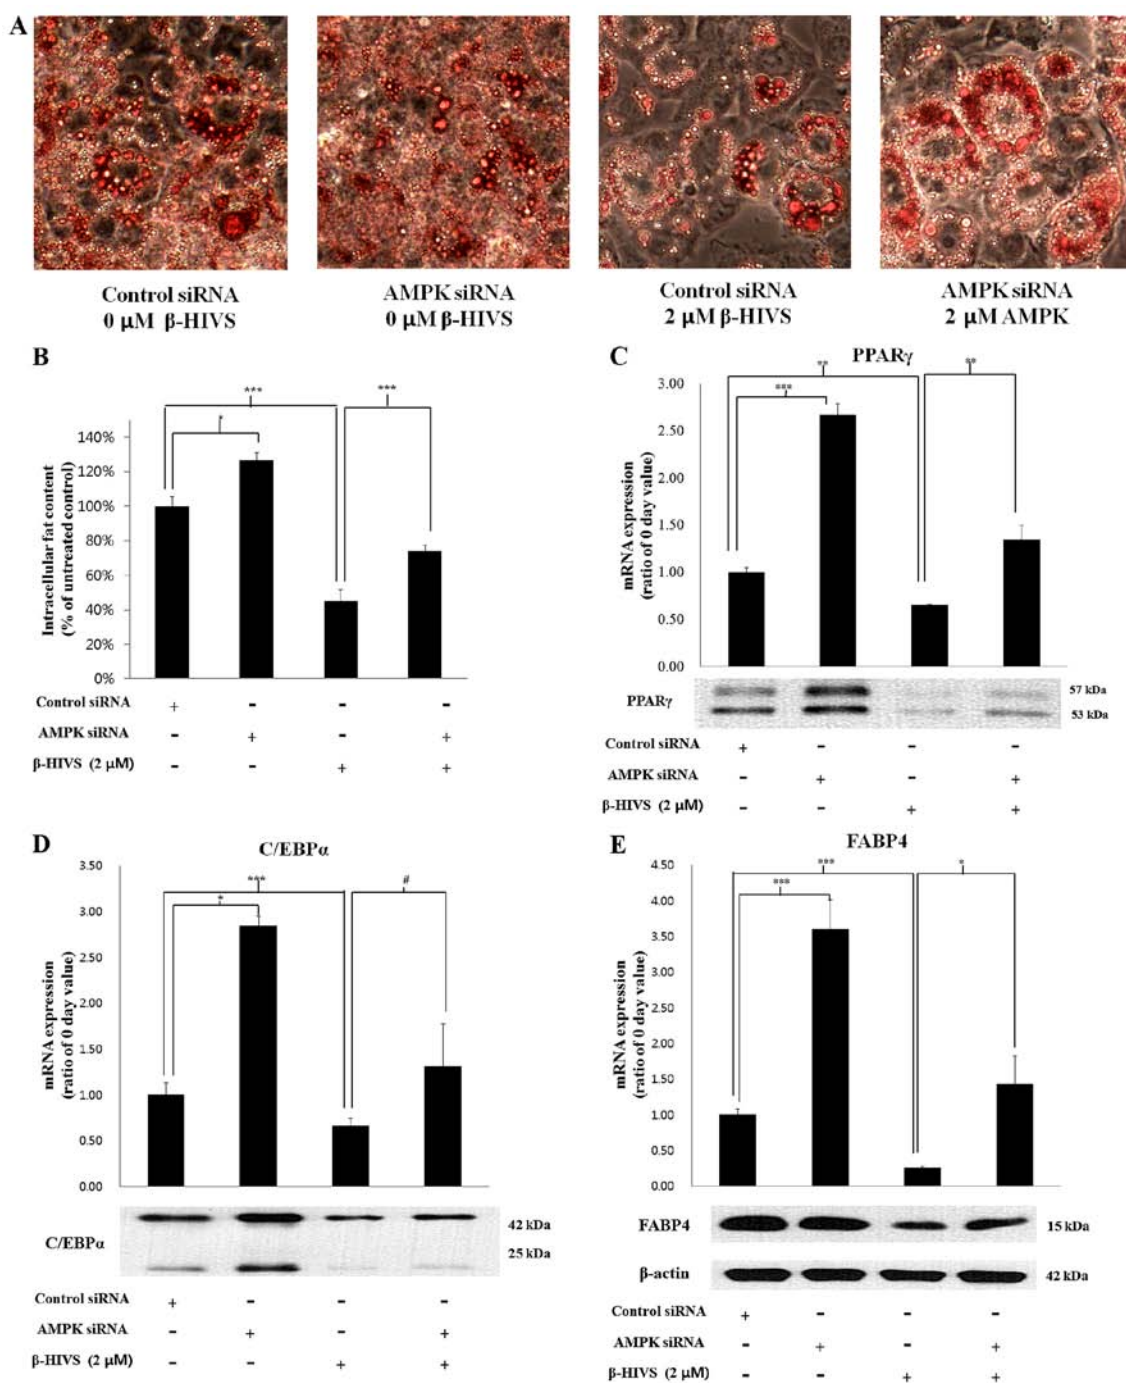 A
Control siRNA
0 μM β-HIVS
AMPK siRNA
0 μM β-HIVS
Control siRNA
2 μM β-HIVS
AMPK siRNA
2 μM AMPK
B
Intracellular fat content
(% of untreated control)
140%
120%
100%
80%
60%
40%
20%
0%
*
***
***
Control siRNA + - - -
AMPK siRNA - + - +
β-HIVS (2 μM) - - + +
C
PPARγ
mRNA expression
(ratio of 0 day value)
3.00
2.50
2.00
1.50
1.00
0.50
0.00
**
***
**
PPARγ
57 kDa
53 kDa
Control siRNA + - - -
AMPK siRNA - + - +
β-HIVS (2 μM) - - + +
D
C/EBPα
mRNA expression
(ratio of 0 day value)
3.50
3.00
2.50
2.00
1.50
1.00
0.50
0.00
***
*
#
C/EBPα
42 kDa
25 kDa
Control siRNA + - - -
AMPK siRNA - + - +
β-HIVS (2 μM) - - + +
E
FABP4
mRNA expression
(ratio of 0 day value)
4.50
4.00
3.50
3.00
2.50
2.00
1.50
1.00
0.50
0.00
***
***
*
FABP4
15 kDa
β-actin
42 kDa
Control siRNA + - - -
AMPK siRNA - + - +
β-HIVS (2 μM) - - + +